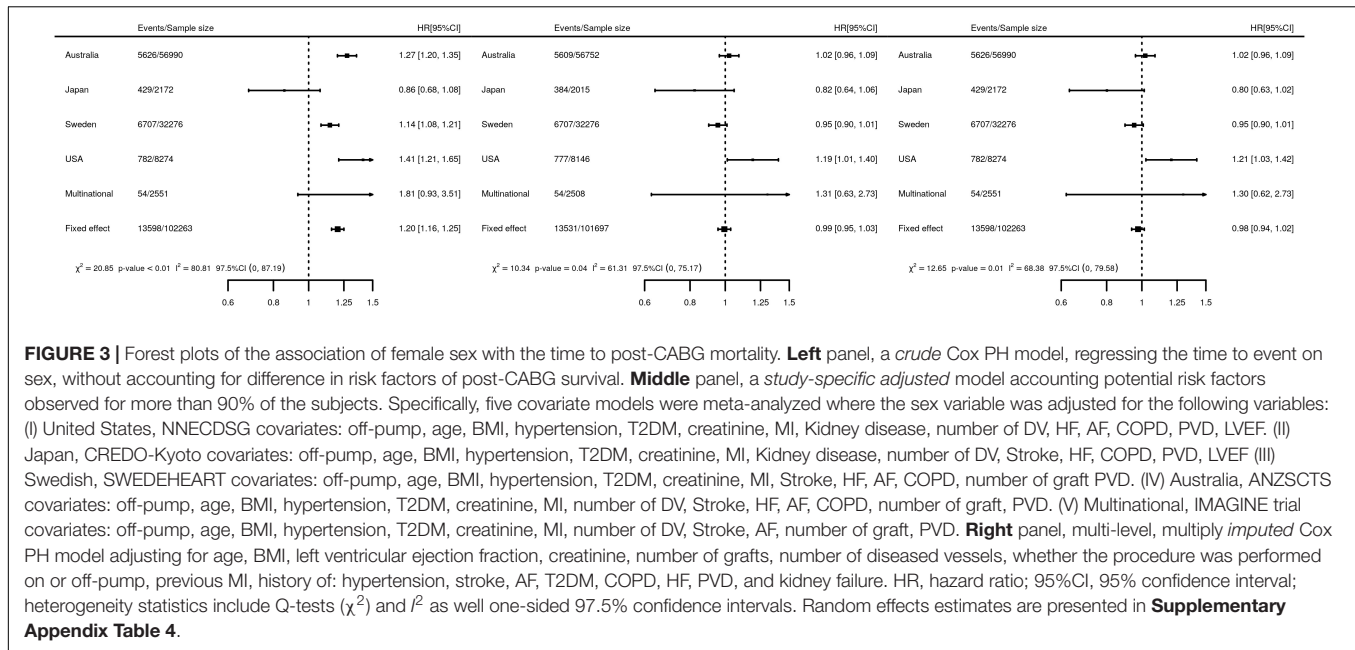 Events/Sample size HR[95%CI]
Australia 5626/56990 1.27 [1.20, 1.35]
Japan 429/2172 0.86 [0.68, 1.08]
Sweden 6707/32276 1.14 [1.08, 1.21]
USA 782/8274 1.41 [1.21, 1.65]
Multinational 54/2551 1.81 [0.93, 3.51]
Fixed effect 13598/102263 1.20 [1.16, 1.25]
χ² = 20.85 p-value < 0.01 I² = 80.81 97.5%CI (0, 87.19)
0.6 0.8 1 1.25 1.5
Events/Sample size HR[95%CI]
Australia 5609/56752 1.02 [0.96, 1.09]
Japan 384/2015 0.82 [0.64, 1.06]
Sweden 6707/32276 0.95 [0.90, 1.01]
USA 777/8146 1.19 [1.01, 1.40]
Multinational 54/2508 1.31 [0.63, 2.73]
Fixed effect 13531/101697 0.99 [0.95, 1.03]
χ² = 10.34 p-value = 0.04 I² = 61.31 97.5%CI (0, 75.17)
0.6 0.8 1 1.25 1.5
Events/Sample size HR[95%CI]
Australia 5626/56990 1.02 [0.96, 1.09]
Japan 429/2172 0.80 [0.63, 1.02]
Sweden 6707/32276 0.95 [0.90, 1.01]
USA 782/8274 1.21 [1.03, 1.42]
Multinational 54/2551 1.30 [0.62, 2.73]
Fixed effect 13598/102263 0.98 [0.94, 1.02]
χ² = 12.65 p-value = 0.01 I² = 68.38 97.5%CI (0, 79.58)
0.6 0.8 1 1.25 1.5
FIGURE 3 | Forest plots of the association of female sex with the time to post-CABG mortality. Left panel, a crude Cox PH model, regressing the time to event on
sex, without accounting for difference in risk factors of post-CABG survival. Middle panel, a study-specific adjusted model accounting potential risk factors
observed for more than 90% of the subjects. Specifically, five covariate models were meta-analyzed where the sex variable was adjusted for the following variables:
(I) United States, NNECDSG covariates: off-pump, age, BMI, hypertension, T2DM, creatinine, MI, Kidney disease, number of DV, HF, AF, COPD, PVD, LVEF. (II)
Japan, CREDO-Kyoto covariates: off-pump, age, BMI, hypertension, T2DM, creatinine, MI, Kidney disease, number of DV, Stroke, HF, COPD, PVD, LVEF (III)
Swedish, SWEDEHEART covariates: off-pump, age, BMI, hypertension, T2DM, creatinine, MI, Stroke, HF, AF, COPD, number of graft PVD. (IV) Australia, ANZSCTS
covariates: off-pump, age, BMI, hypertension, T2DM, creatinine, MI, number of DV, Stroke, HF, AF, COPD, number of graft, PVD. (V) Multinational, IMAGINE trial
covariates: off-pump, age, BMI, hypertension, T2DM, creatinine, MI, number of DV, Stroke, AF, number of graft, PVD. Right panel, multi-level, multiply imputed Cox
PH model adjusting for age, BMI, left ventricular ejection fraction, creatinine, number of grafts, number of diseased vessels, whether the procedure was performed
on or off-pump, previous MI, history of: hypertension, stroke, AF, T2DM, COPD, HF, PVD, and kidney failure. HR, hazard ratio; 95%CI, 95% confidence interval;
heterogeneity statistics include Q-tests (χ²) and I² as well one-sided 97.5% confidence intervals. Random effects estimates are presented in Supplementary
Appendix Table 4.